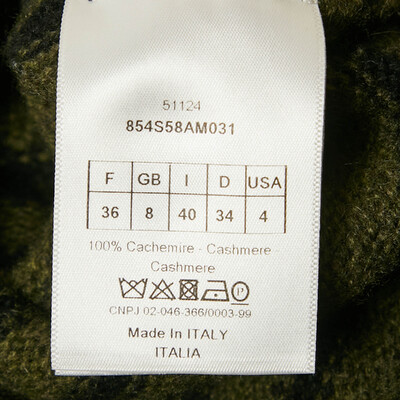 51124
854S58AM031
F GB I D USA
36 8 40 34 4
100% Cachemire - Cashmere -
Cashmere
P
CNPJ 02-046-366/0003-99
Made In ITALY
ITALIA